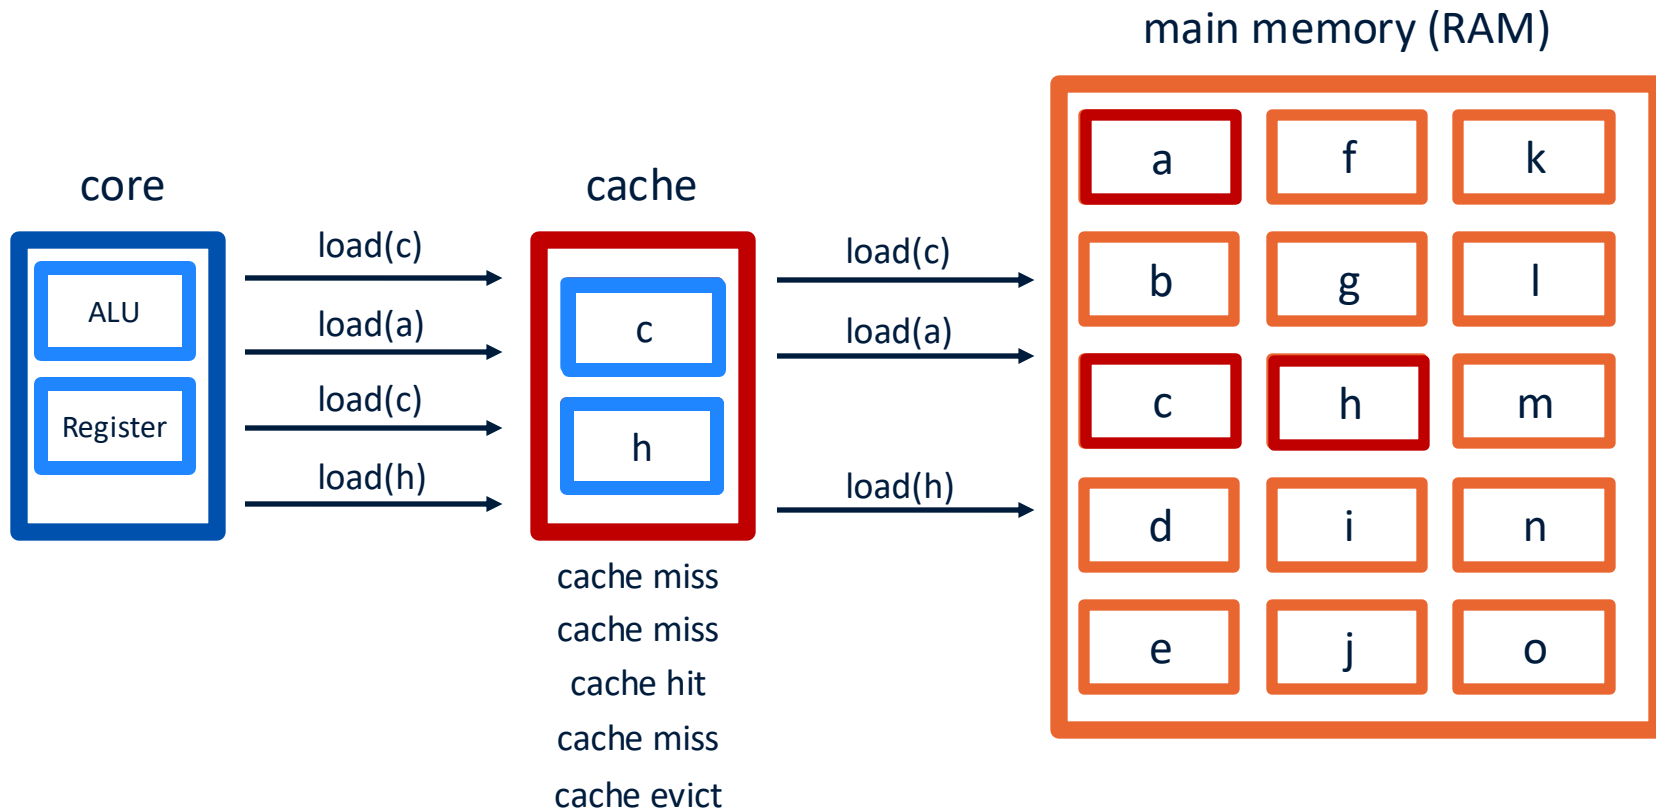 main memory (RAM)
core
cache
ALU
Register
load(c)
load(a)
load(c)
load(h)
c
h
cache miss
cache miss
cache hit
cache miss
cache evict
load(c)
load(a)
load(h)
a
f
k
b
g
l
c
h
m
d
i
n
e
j
o